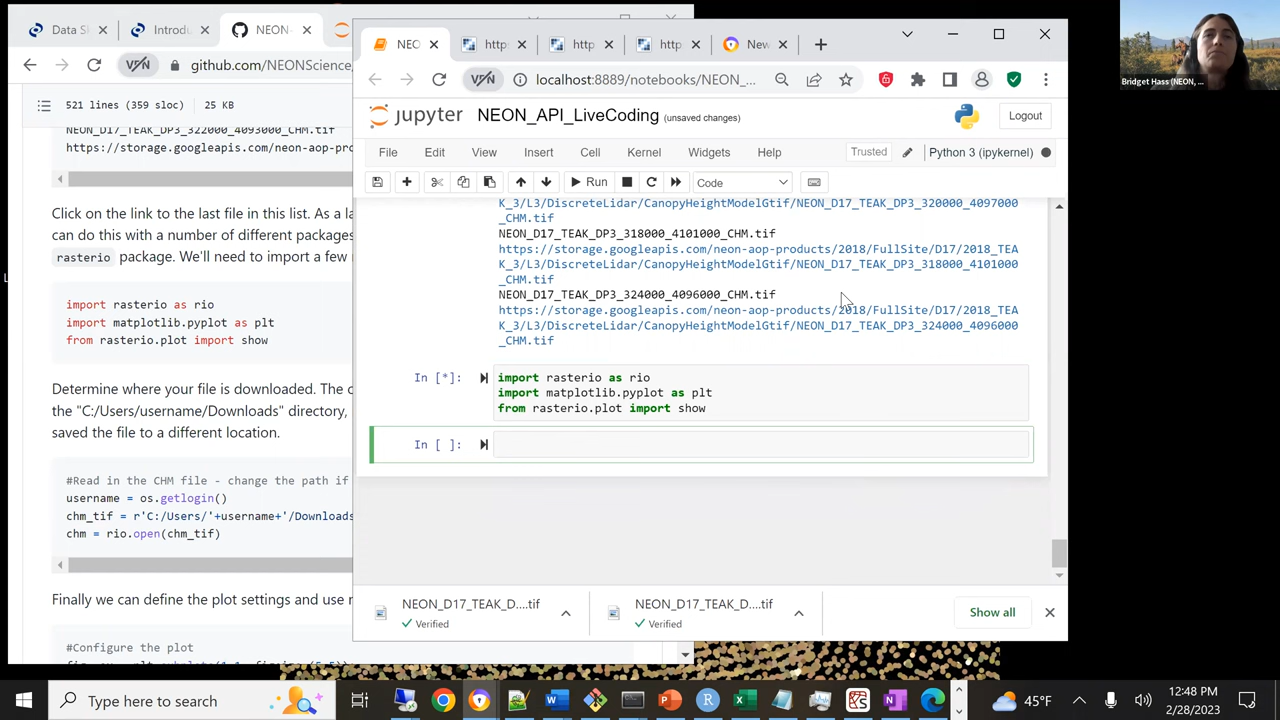 Data S
Introdu
NEON-
VPN
github.com/NEONScience,
521 lines (359 sloc)
25 KB
NEON_D17_TEAK_DP3_322000_4093000_CHM.tif
https://storage.googleapis.com/neon-aop-pro
Click on the link to the last file in this list. As a la
can do this with a number of different packages
rasterio package. We'll need to import a few
import rasterio as rio
import matplotlib.pyplot as plt
from rasterio.plot import show
Determine where your file is downloaded. The
the "C:/Users/username/Downloads" directory,
saved the file to a different location.
#Read in the CHM file - change the path if
username = os.getlogin()
chm_tif = r'C:/Users/'+username+'/Downloads
chm = rio.open(chm_tif)
Finally we can define the plot settings and use
#Configure the plot
NEO
http:
http:
http:
New
VPN
localhost:8889/notebooks/NEON_...
jupyter
NEON_API_LiveCoding (unsaved changes)
Logout
File
Edit
View
Insert
Cell
Kernel
Widgets
Help
Trusted
Python 3 (ipykernel)
Run
Code
K_3/L3/DiscreteLidar/CanopyHeightModelGtif/NEON_D17_TEAK_DP3_320000_4097000
_CHM.tif
NEON_D17_TEAK_DP3_318000_4101000_CHM.tif
https://storage.googleapis.com/neon-aop-products/2018/FullSite/D17/2018_TEA
K_3/L3/DiscreteLidar/CanopyHeightModelGtif/NEON_D17_TEAK_DP3_318000_4101000
_CHM.tif
NEON_D17_TEAK_DP3_324000_4096000_CHM.tif
https://storage.googleapis.com/neon-aop-products/2018/FullSite/D17/2018_TEA
K_3/L3/DiscreteLidar/CanopyHeightModelGtif/NEON_D17_TEAK_DP3_324000_4096000
_CHM.tif
In [*]:
import rasterio as rio
import matplotlib.pyplot as plt
from rasterio.plot import show
In [ ]:
NEON_D17_TEAK_D....tif
Verified
NEON_D17_TEAK_D....tif
Verified
Show all
Bridget Hass (NEON, ...
Type here to search
45°F
12:48 PM
2/28/2023